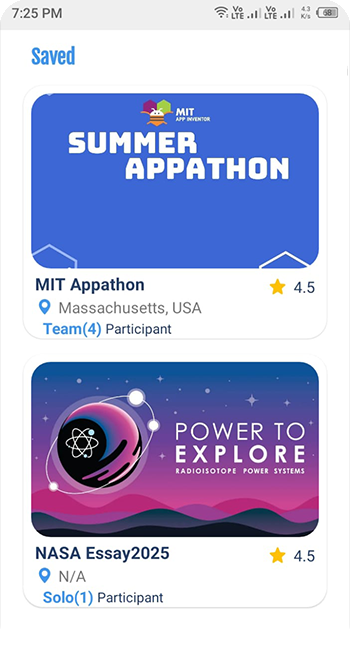 7:25 PM Vo LTE Vo LTE 4.3 K/s 68
Saved
MIT
APP INVENTOR
SUMMER
APPATHON
MIT Appathon 4.5
Massachusetts, USA
Team(4) Participant
POWER TO
EXPLORE
RADIOISOTOPE POWER SYSTEMS
NASA Essay2025 4.5
N/A
Solo(1) Participant